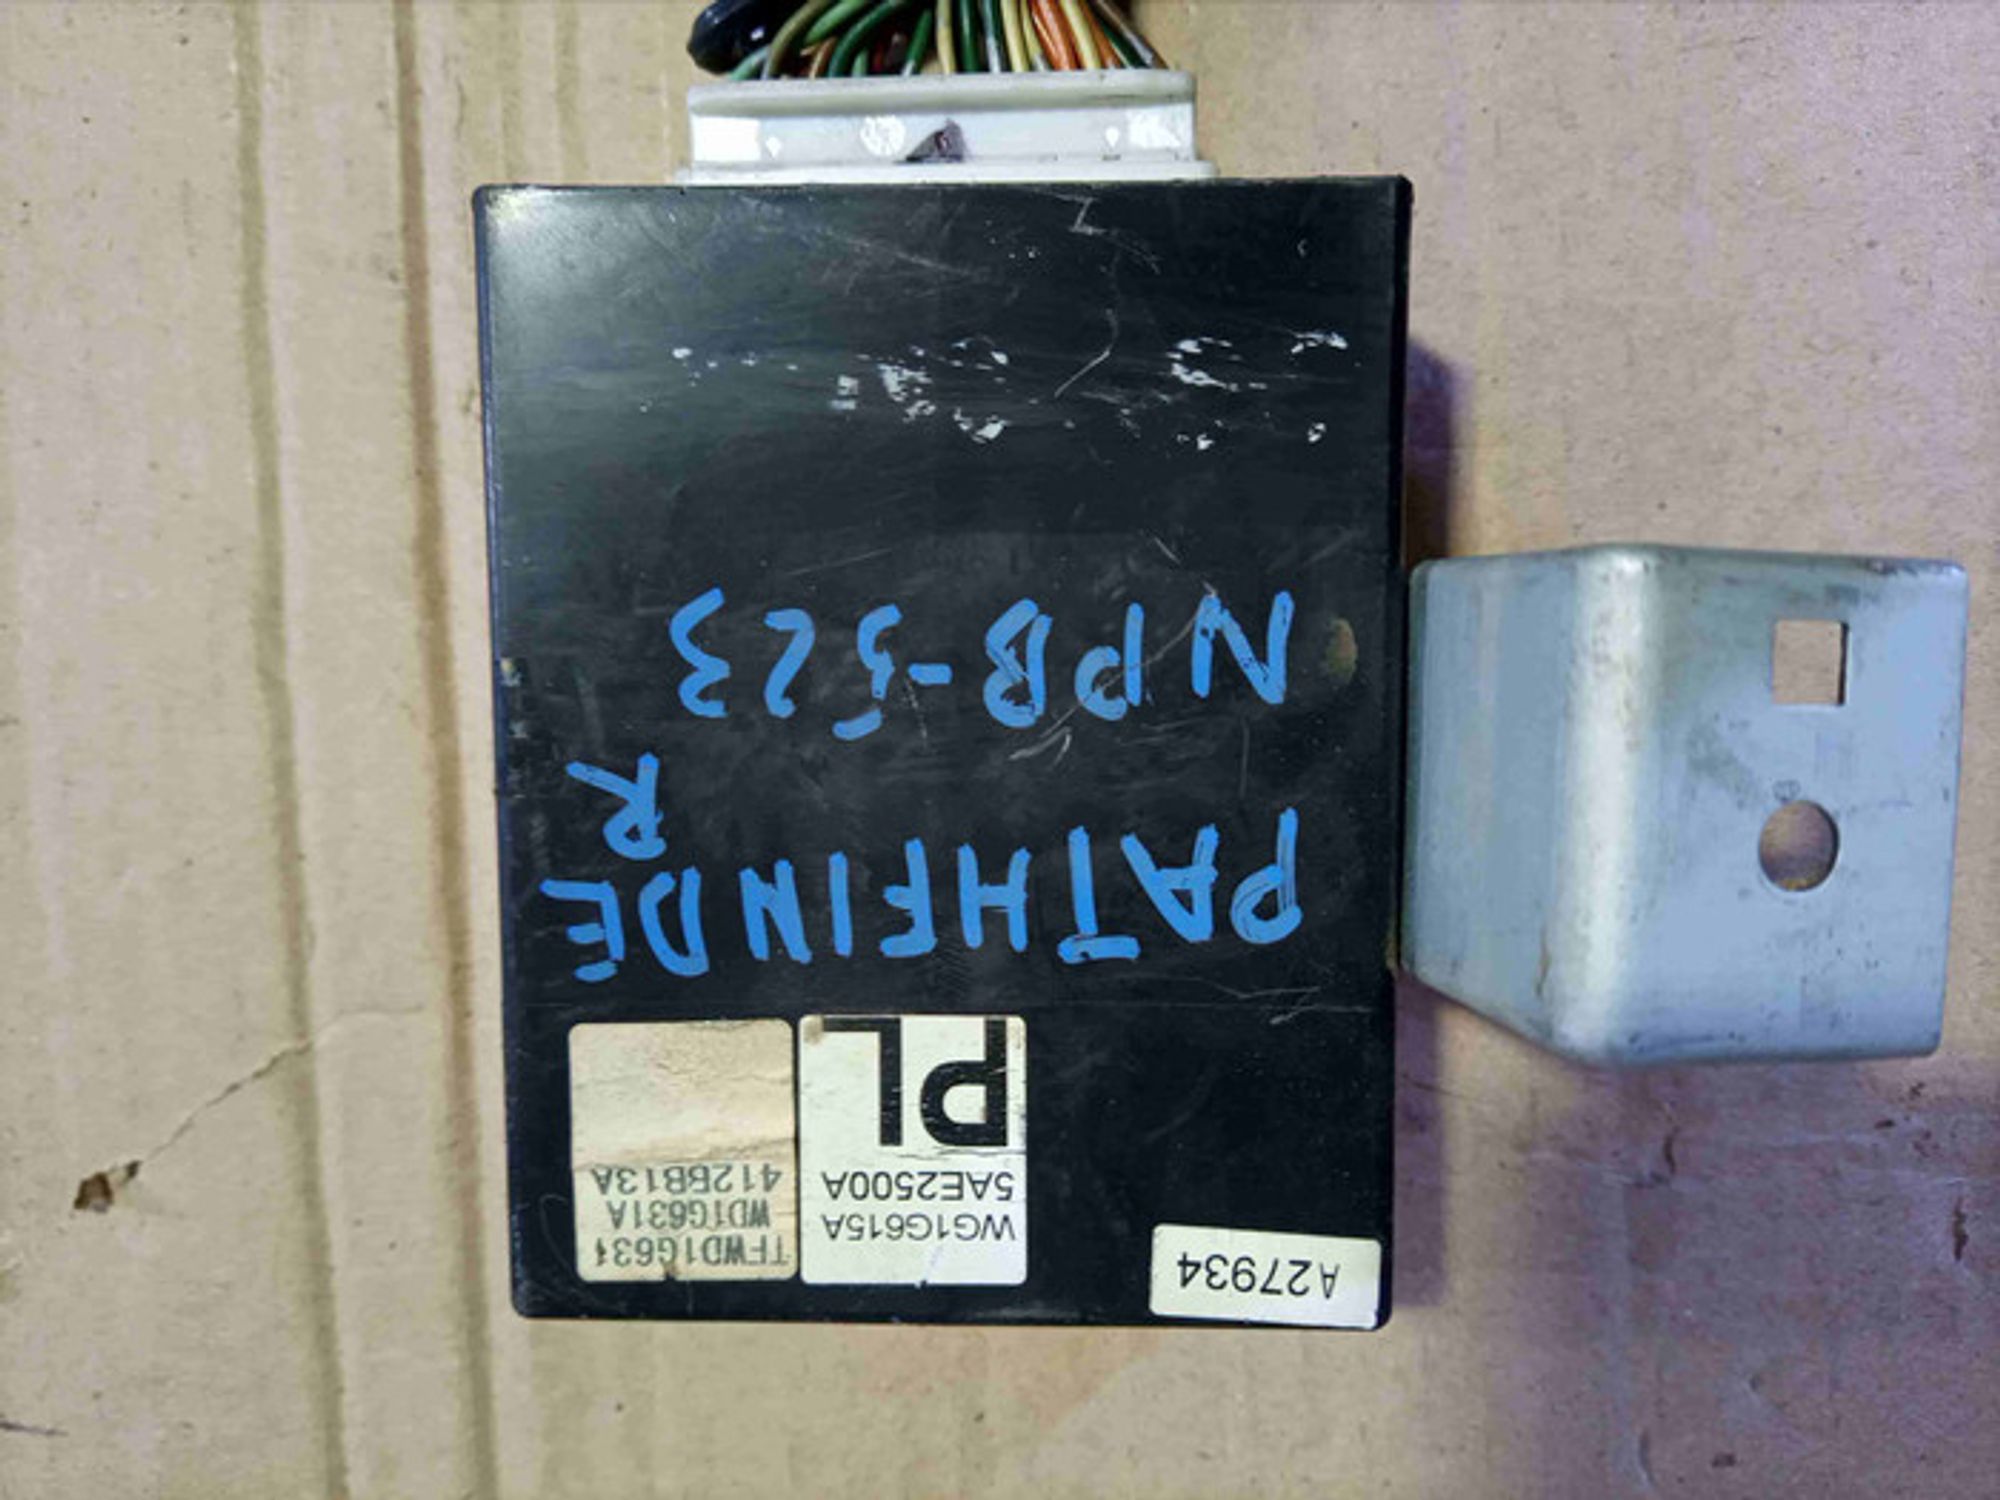 A27934
WG1G615A
5AE2500A
PL
TFWD1G631
WD1G631A
412BB13A
PATHFINDE
R
NPB-523